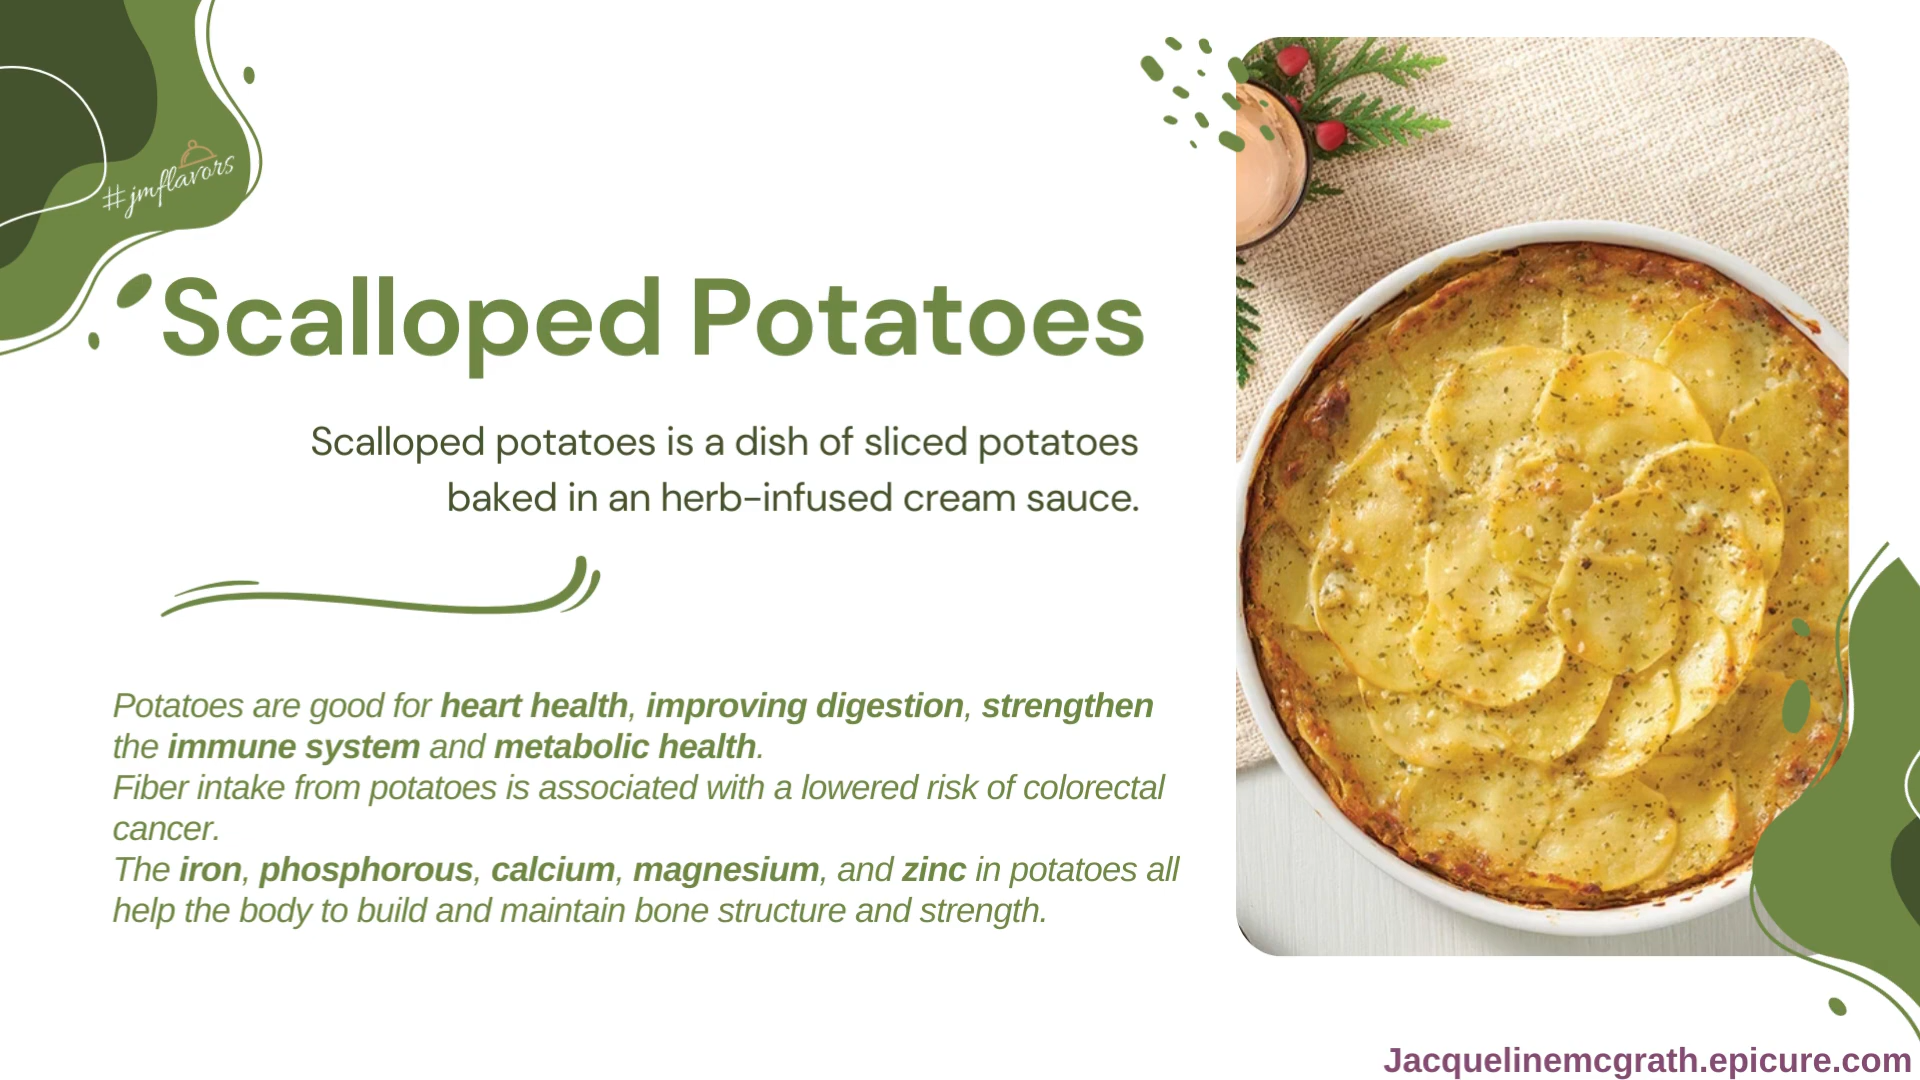 #jmflavors
Scalloped Potatoes
Scalloped potatoes is a dish of sliced potatoes
baked in an herb-infused cream sauce.
Potatoes are good for heart health, improving digestion, strengthen
the immune system and metabolic health.
Fiber intake from potatoes is associated with a lowered risk of colorectal
cancer.
The iron, phosphorous, calcium, magnesium, and zinc in potatoes all
help the body to build and maintain bone structure and strength.
Jacquelinemcgrath.epicure.com